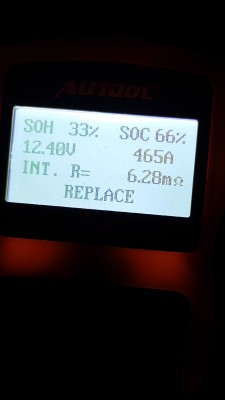 AUTOOL
SOH 33% SOC 66%
12.40V 465A
INT. R= 6.28mΩ
REPLACE